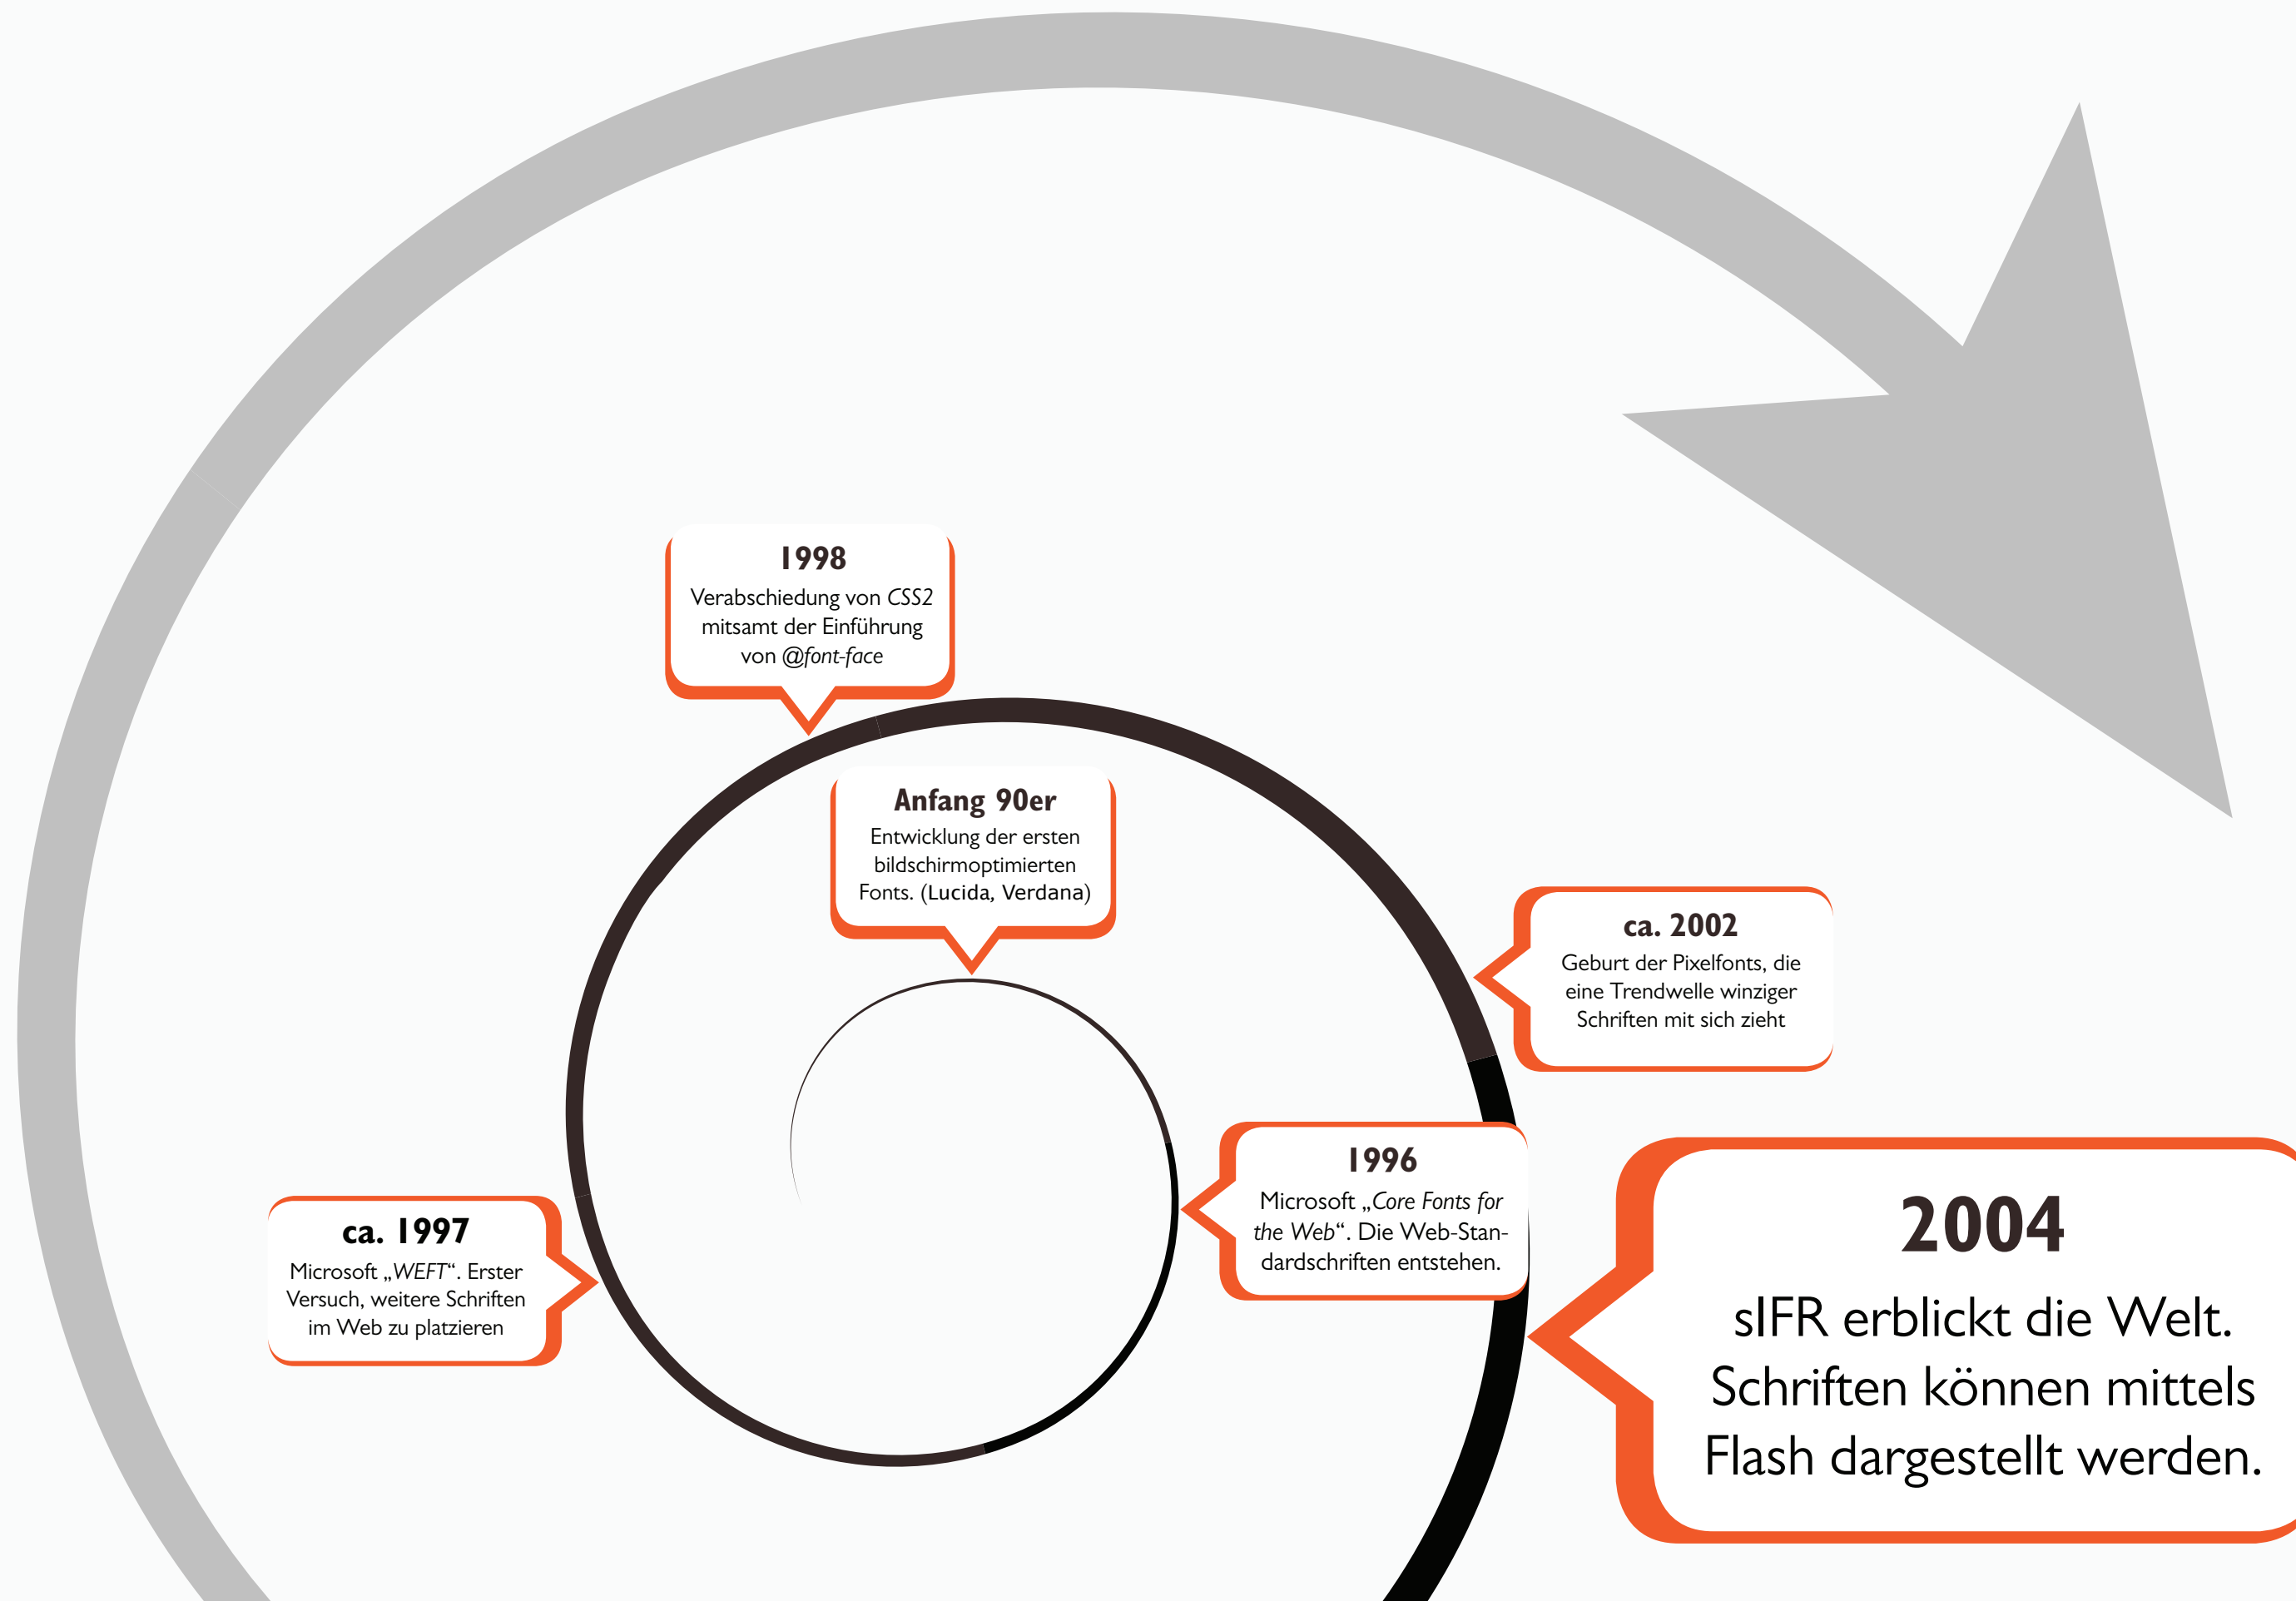 1998
Verabschiedung von CSS2
mitsamt der Einführung
von @font-face
Anfang 90er
Entwicklung der ersten
bildschirmoptimierten
Fonts. (Lucida, Verdana)
ca. 2002
Geburt der Pixelfonts, die
eine Trendwelle winziger
Schriften mit sich zieht
1996
Microsoft „Core Fonts for
the Web“. Die Web-Stan-
dardschriften entstehen.
ca. 1997
Microsoft „WEFT“. Erster
Versuch, weitere Schriften
im Web zu platzieren
2004
sIFR erblickt die Welt.
Schriften können mittels
Flash dargestellt werden.